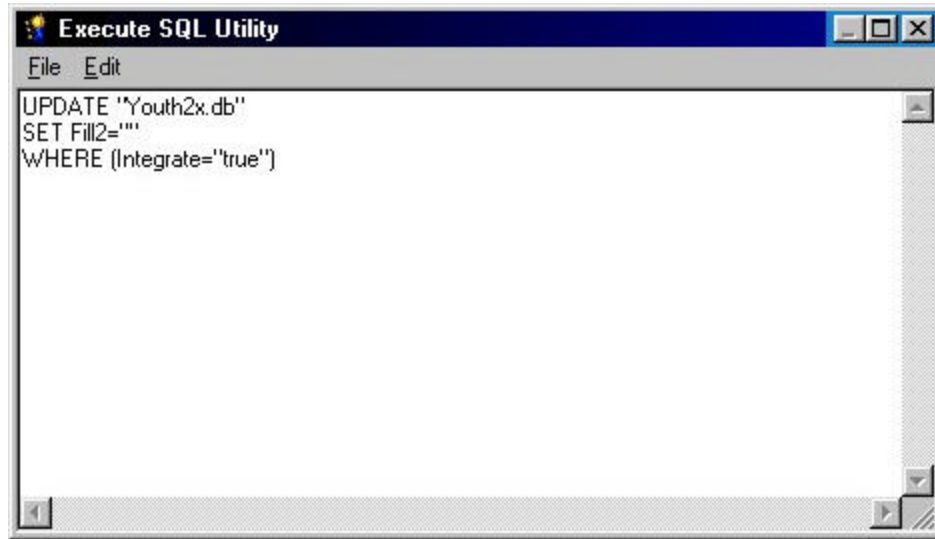 Execute SQL Utility
File Edit
UPDATE "Youth2x.db"
SET Fill2=""
WHERE (Integrate="true")